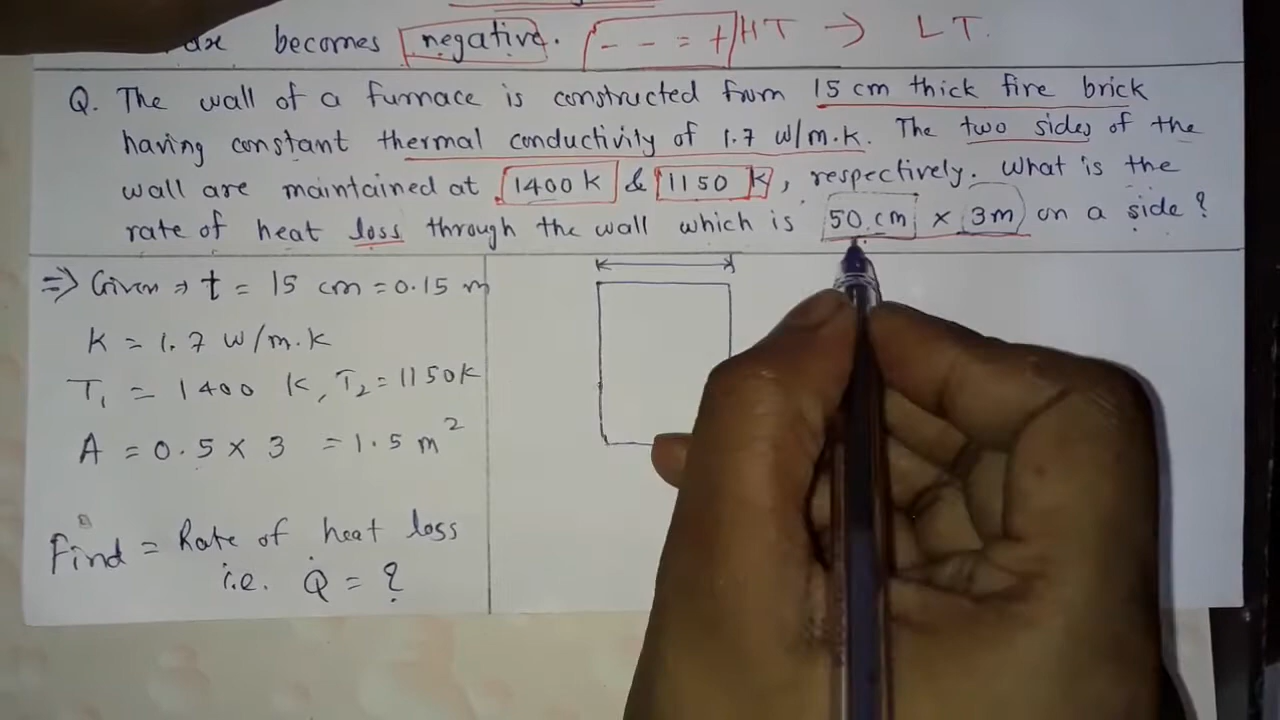 becomes negative. - - = + HT → LT.
Q. The wall of a furnace is constructed from 15 cm thick fire brick
having constant thermal conductivity of 1.7 W/m.K. The two sides of the
wall are maintained at 1400 K & 1150 K, respectively. What is the
rate of heat loss through the wall which is 50 cm × 3m on a side?
=> Given → t = 15 cm = 0.15 m
K = 1.7 W/m.K
T₁ = 1400 K, T₂ = 1150K
A = 0.5 × 3 = 1.5 m²
Find = Rate of heat loss
i.e. Q = ?